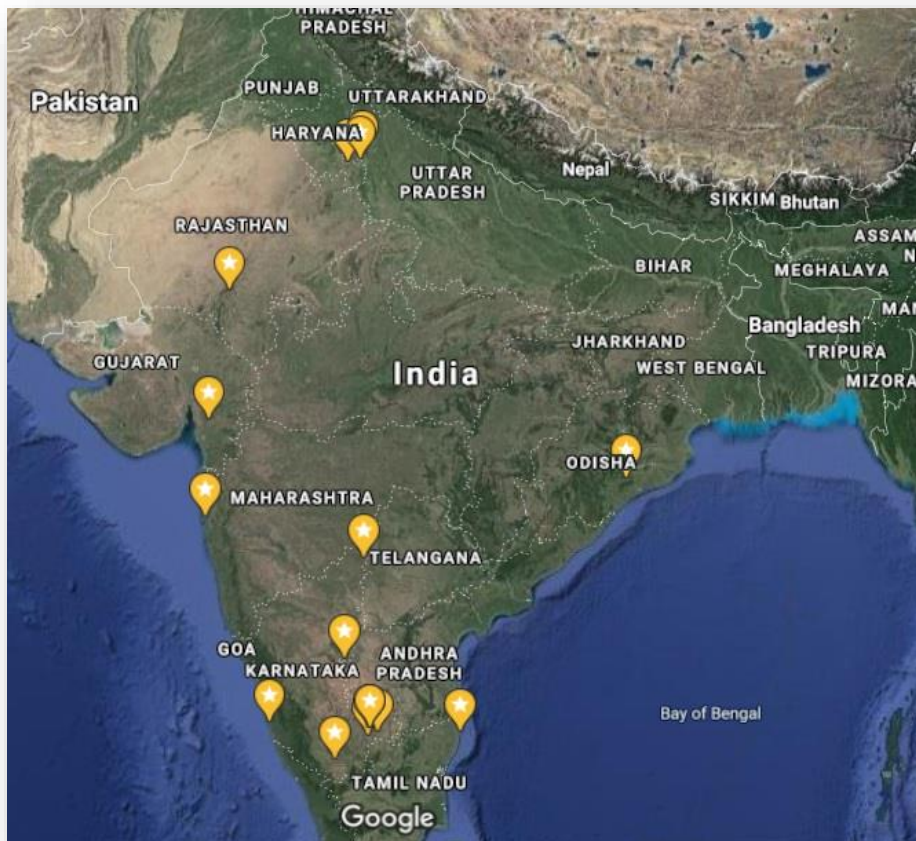 HIMACHAL
PRADESH
PUNJAB
Pakistan
UTTARAKHAND
HARYANA
UTTAR
PRADESH
Nepal
SIKKIM
Bhutan
RAJASTHAN
ASSAM
BIHAR
MEGHALAYA
Bangladesh
JHARKHAND
TRIPURA
GUJARAT
India
WEST BENGAL
MIZORA
ODISHA
MAHARASHTRA
TELANGANA
GOA
ANDHRA
PRADESH
KARNATAKA
Bay of Bengal
TAMIL NADU
Google